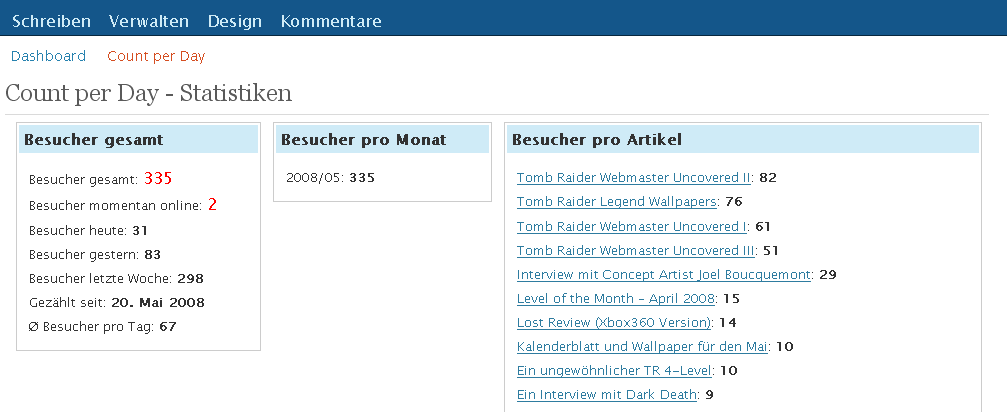 Schreiben Verwalten Design Kommentare
Dashboard Count per Day
Count per Day - Statistiken
Besucher gesamt
Besucher gesamt: 335
Besucher momentan online: 2
Besucher heute: 31
Besucher gestern: 83
Besucher letzte Woche: 298
Gezählt seit: 20. Mai 2008
Ø Besucher pro Tag: 67
Besucher pro Monat
2008/05: 335
Besucher pro Artikel
Tomb Raider Webmaster Uncovered II: 82
Tomb Raider Legend Wallpapers: 76
Tomb Raider Webmaster Uncovered I: 61
Tomb Raider Webmaster Uncovered III: 51
Interview mit Concept Artist Joel Boucquemont: 29
Level of the Month – April 2008: 15
Lost Review (Xbox360 Version): 14
Kalenderblatt und Wallpaper für den Mai: 10
Ein ungewöhnlicher TR 4–Level: 10
Ein Interview mit Dark Death: 9